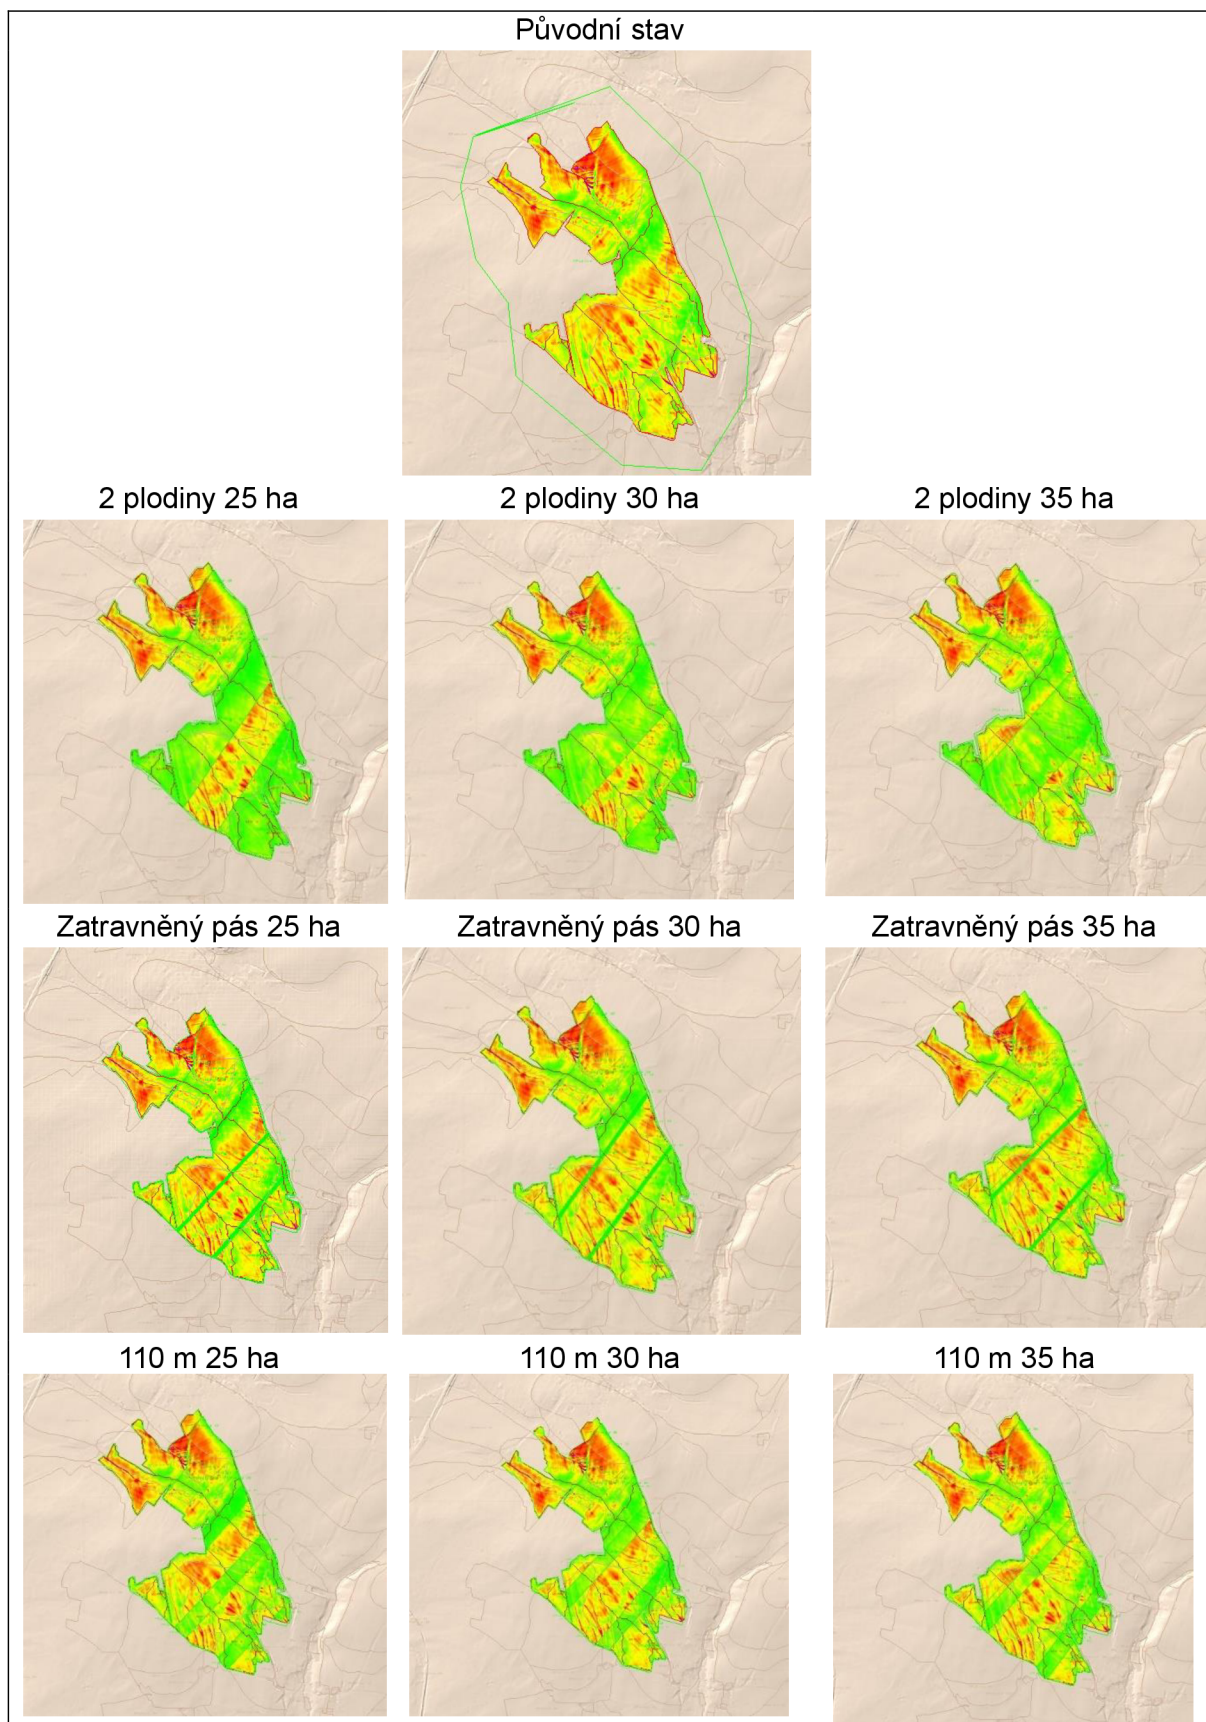 Původní stav
2 plodiny 25 ha
2 plodiny 30 ha
2 plodiny 35 ha
Zatravněný pás 25 ha
Zatravněný pás 30 ha
Zatravněný pás 35 ha
110 m 25 ha
110 m 30 ha
110 m 35 ha